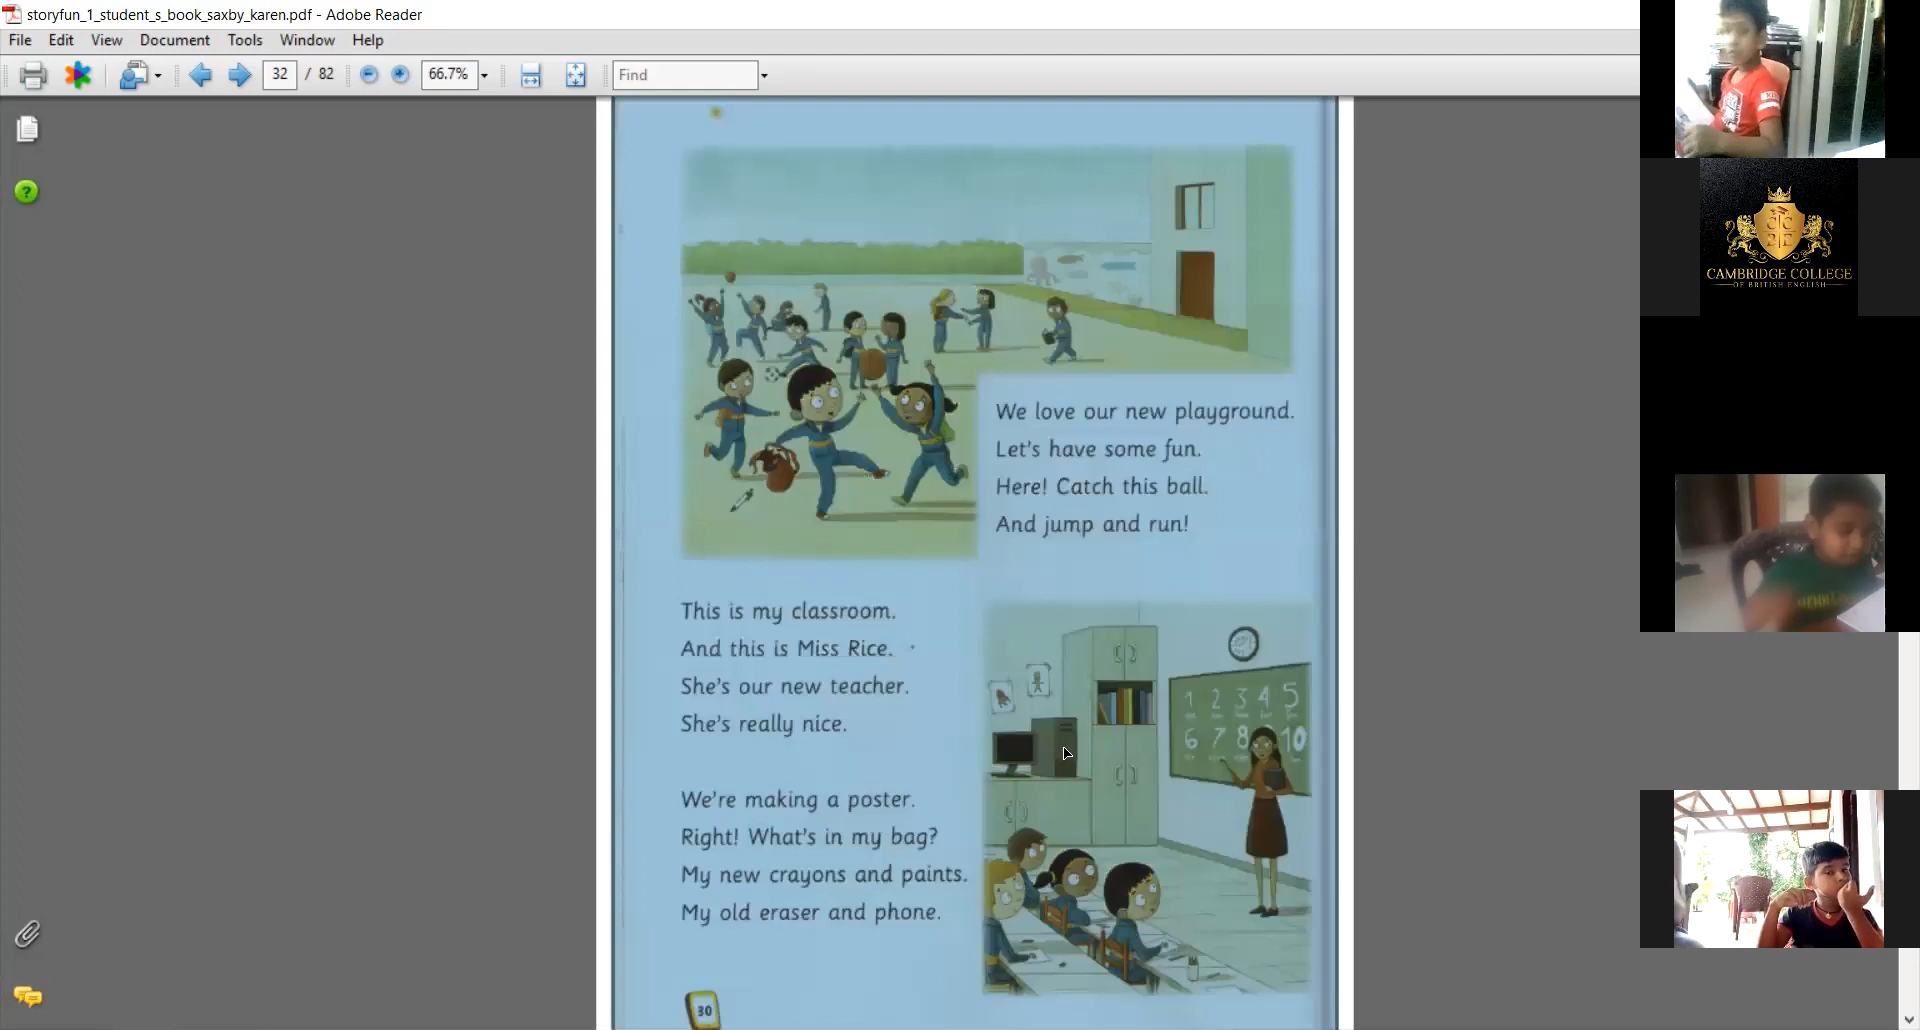 storyfun_1_student_s_book_saxby_karen.pdf - Adobe Reader
File Edit View Document Tools Window Help
32 / 82 66.7% Find
We love our new playground.
Let's have some fun.
Here! Catch this ball.
And jump and run!
This is my classroom.
And this is Miss Rice.
She's our new teacher.
She's really nice.
We're making a poster.
Right! What's in my bag?
My new crayons and paints.
My old eraser and phone.
1 2 3 4 5
6 7 8 10
30
CAMBRIDGE COLLEGE
OF BRITISH ENGLISH